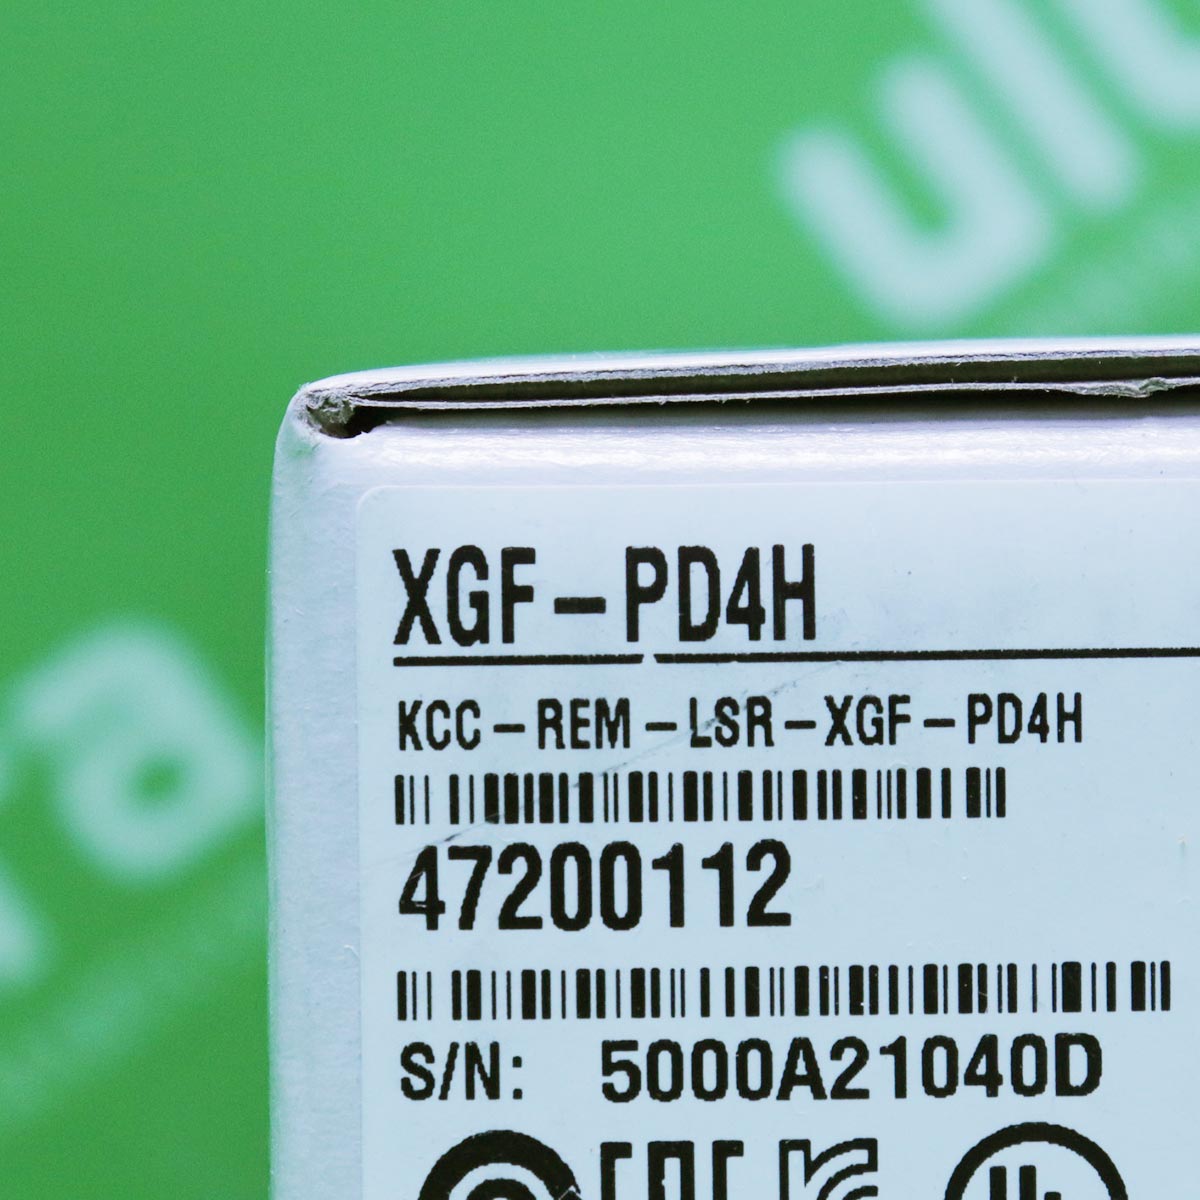 XGF-PD4H
KCC-REM-LSR-XGF-PD4H
47200112
S/N: 5000A21040D